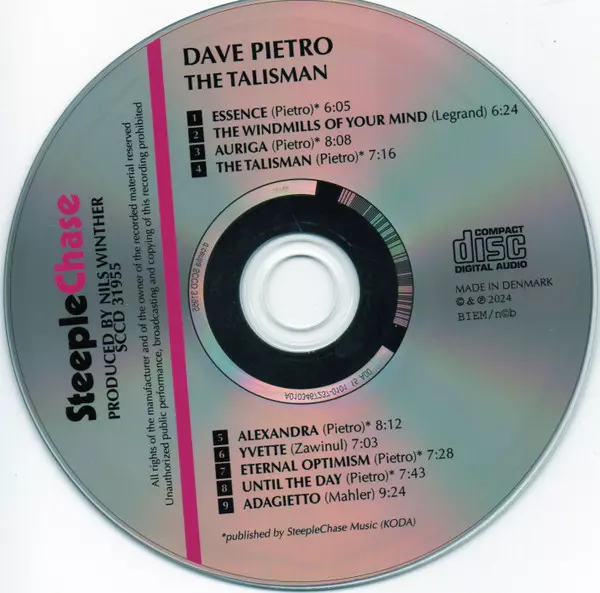 DAVE PIETRO
THE TALISMAN
1 ESSENCE (Pietro)* 6:05
2 THE WINDMILLS OF YOUR MIND (Legrand) 6:24
3 AURIGA (Pietro)* 8:08
4 THE TALISMAN (Pietro)* 7:16
SteepleChase
PRODUCED BY NILS WINTHER
SCCD 31955
All rights of the manufacturer and of the owner of the recorded material reserved
Unauthorized public performance, broadcasting and copying of this recording prohibited
COMPACT
disc
DIGITAL AUDIO
MADE IN DENMARK
© & ℗ 2024
BIEM/n©b
5 ALEXANDRA (Pietro)* 8:12
6 YVETTE (Zawinul) 7:03
7 ETERNAL OPTIMISM (Pietro)* 7:28
8 UNTIL THE DAY (Pietro)* 7:43
9 ADAGIETTO (Mahler) 9:24
*published by SteepleChase Music (KODA)